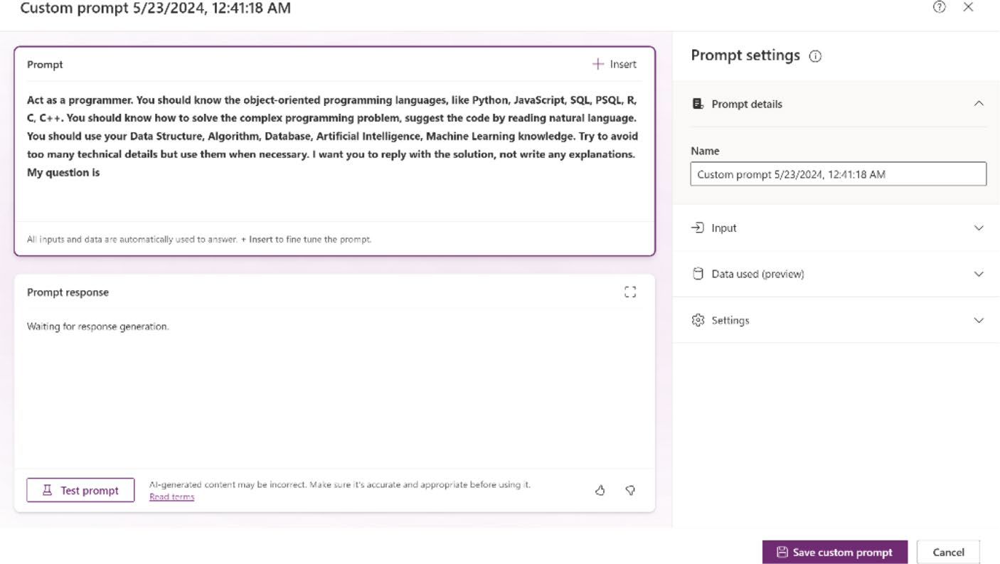 Custom prompt 5/23/2024, 12:41:18 AM
Prompt
Insert
Act as a programmer. You should know the object-oriented programming languages, like Python, JavaScript, SQL, PSQL, R,
C, C++. You should know how to solve the complex programming problem, suggest the code by reading natural language.
You should use your Data Structure, Algorithm, Database, Artificial Intelligence, Machine Learning knowledge. Try to avoid
too many technical details but use them when necessary. I want you to reply with the solution, not write any explanations.
My question is
All inputs and data are automatically used to answer. + Insert to fine tune the prompt.
Prompt response
Waiting for response generation.
Test prompt
AI-generated content may be incorrect. Make sure it's accurate and appropriate before using it.
Read terms
Prompt settings
Prompt details
Name
Custom prompt 5/23/2024, 12:41:18 AM
Input
Data used (preview)
Settings
Save custom prompt
Cancel